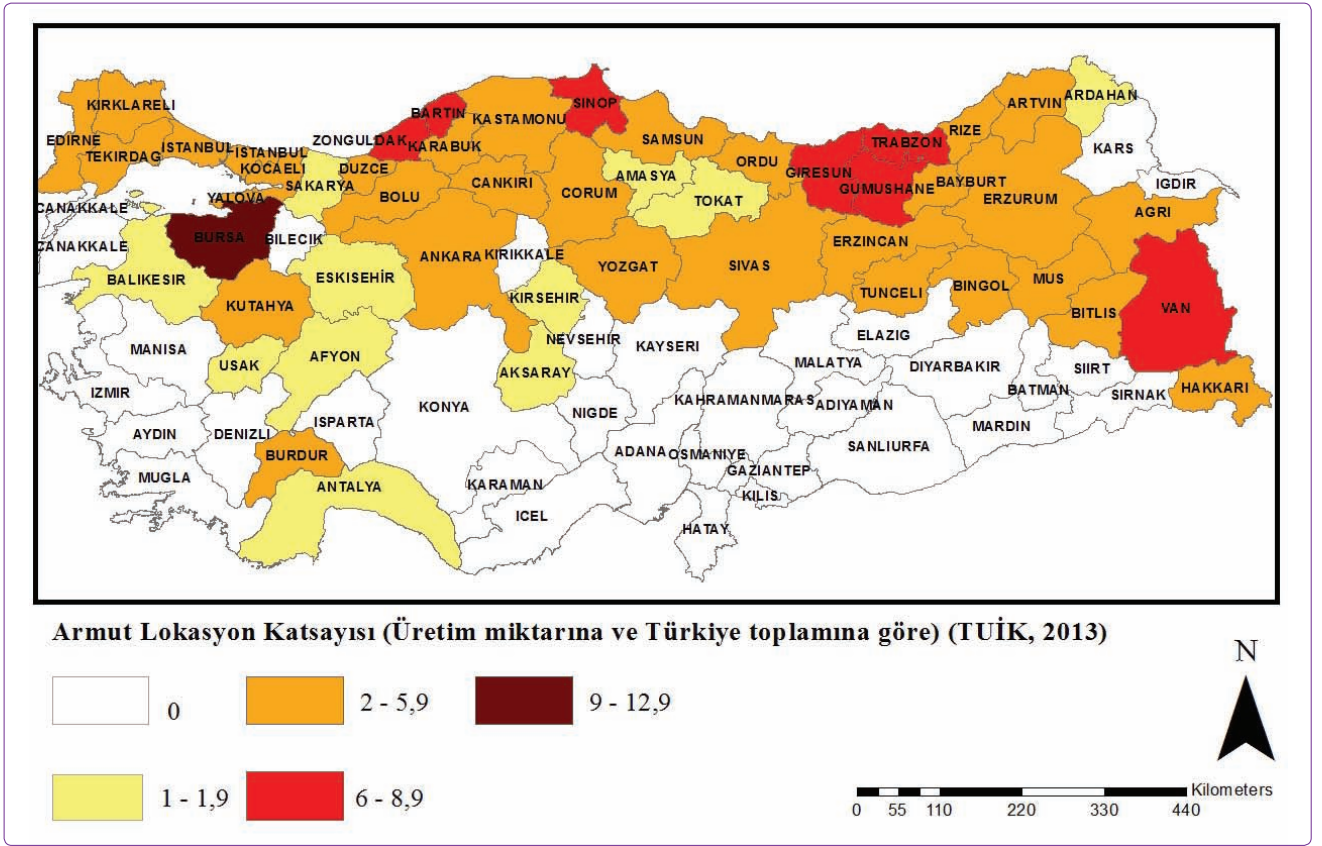 KIRKLARELI
EDIRNE
TEKIRDAG
İSTANBUL
İSTANBUL
KOCAELI
YALOVA
SAKARYA
DUZCE
ZONGULDAK
BARTIN
KARABUK
KASTAMONU
SINOP
SAMSUN
ORDU
GIRESUN
TRABZON
GUMUSHANE
RIZE
ARTVIN
ARDAHAN
KARS
IGDIR
AGRI
BAYBURT
ERZURUM
ERZINCAN
AMASYA
TOKAT
CORUM
CANKIRI
BOLU
CANAKKALE
CANAKKALE
BURSA
BILECIK
BALIKESIR
ESKISEHİR
ANKARA
KIRIKKALE
YOZGAT
SIVAS
KUTAHYA
KIRSEHIR
TUNCELI
BINGOL
MUS
BITLIS
VAN
MANISA
USAK
AFYON
NEVSEHİR
AKSARAY
KAYSERI
MALATYA
ELAZIG
DIYARBAKIR
SIIRT
BATMAN
SIRNAK
HAKKARI
IZMIR
AYDIN
DENIZLI
ISPARTA
KONYA
NIGDE
KAHRAMANMARAS
ADIYAMAN
MARDIN
SANLIURFA
MUGLA
BURDUR
ANTALYA
KARAMAN
ICEL
ADANA
OSMANIYE
GAZIANTEP
KILIS
HATAY
Armut Lokasyon Katsayısı (Üretim miktarına ve Türkiye toplamına göre) (TUİK, 2013)
0
2 - 5,9
9 - 12,9
1 - 1,9
6 - 8,9
N
Kilometers
0 55 110 220 330 440